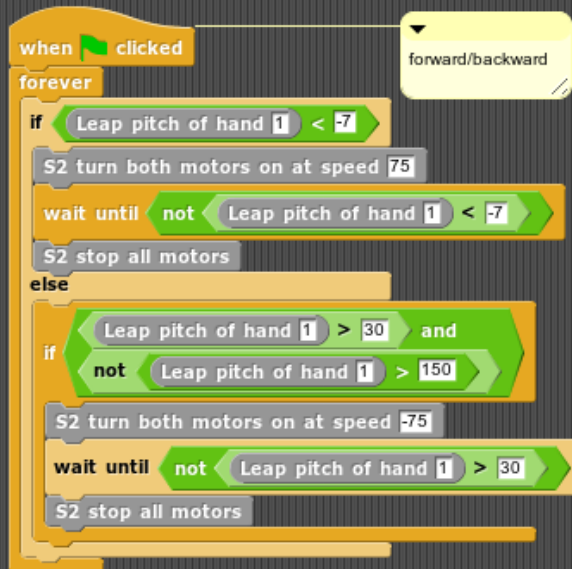 when clicked
forward/backward
forever
if Leap pitch of hand 1 < -7
S2 turn both motors on at speed 75
wait until not Leap pitch of hand 1 < -7
S2 stop all motors
else
if Leap pitch of hand 1 > 30 and
not Leap pitch of hand 1 > 150
S2 turn both motors on at speed -75
wait until not Leap pitch of hand 1 > 30
S2 stop all motors